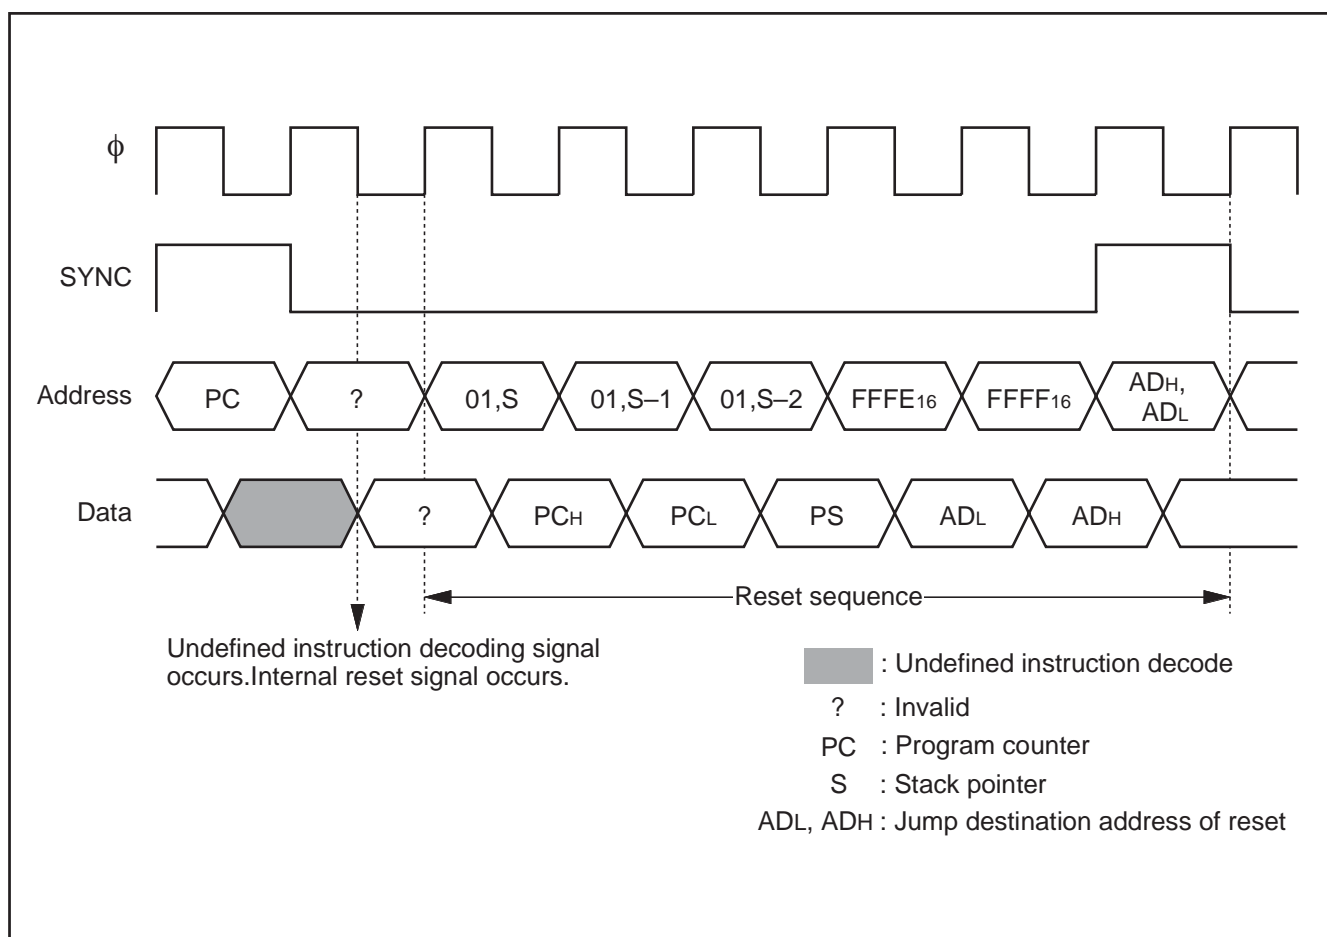 ϕ
SYNC
Address
PC
?
01,S
01,S–1
01,S–2
FFFE16
FFFF16
ADH,
ADL
Data
?
PCH
PCL
PS
ADL
ADH
Reset sequence
Undefined instruction decoding signal
occurs.Internal reset signal occurs.
: Undefined instruction decode
? : Invalid
PC : Program counter
S : Stack pointer
ADL, ADH : Jump destination address of reset